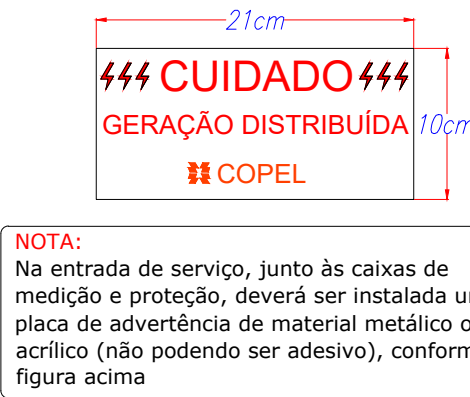 21cm
CUIDADO
GERAÇÃO DISTRIBUÍDA
10cm
COPEL
NOTA:
Na entrada de serviço, junto às caixas de
medição e proteção, deverá ser instalada
placa de advertência de material metálico
acrílico (não podendo ser adesivo),
figura acima